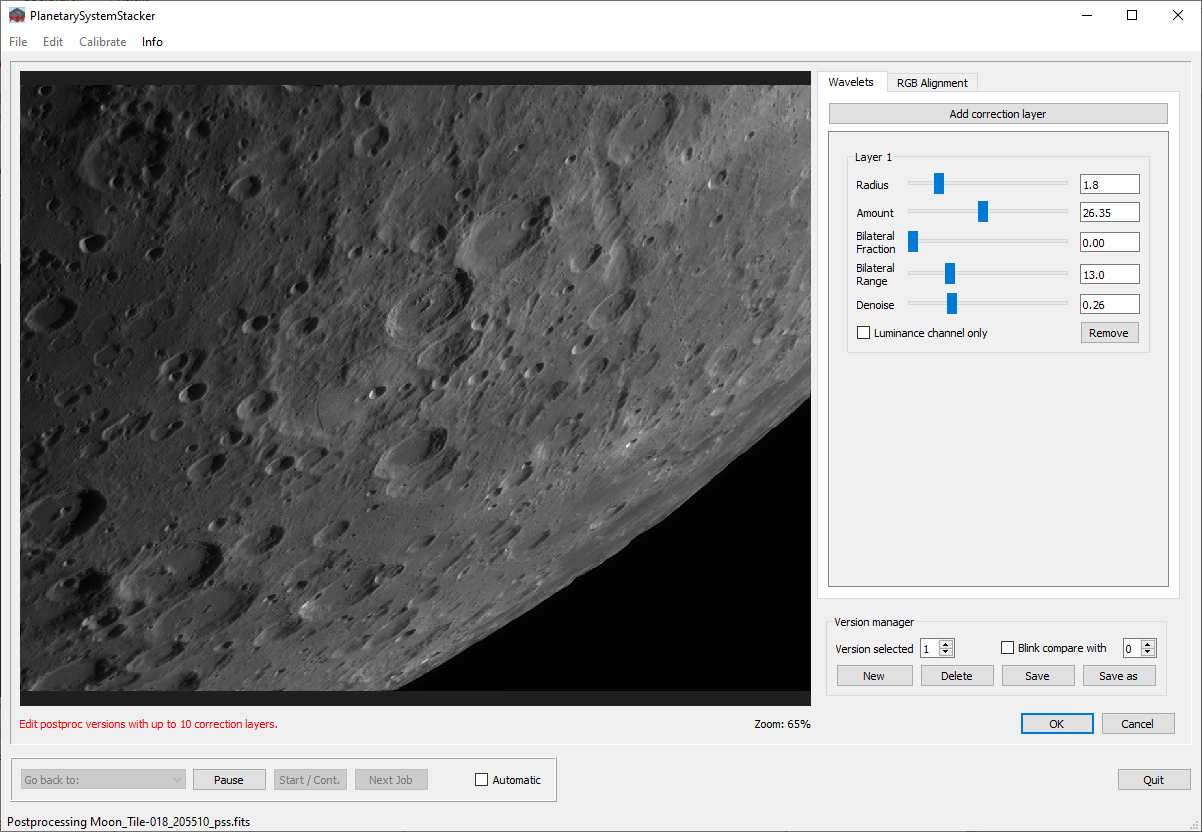 PlanetarySystemStacker
File Edit Calibrate Info
Wavelets RGB Alignment
Add correction layer
Layer 1
Radius 1.8
Amount 26.35
Bilateral
Fraction 0.00
Bilateral
Range 13.0
Denoise 0.26
Luminance channel only Remove
Version manager
Version selected 1 Blink compare with 0
New Delete Save Save as
Edit postproc versions with up to 10 correction layers. Zoom: 65% OK Cancel
Go back to: Pause Start / Cont. Next Job Automatic Quit
Postprocessing Moon_Tile-018_205510_pss.fits